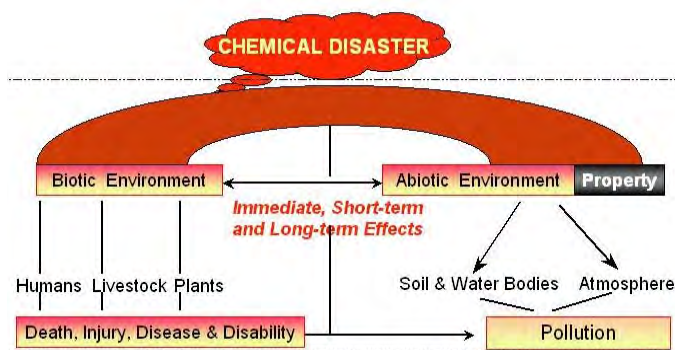 CHEMICAL DISASTER
Biotic Environment
Abiotic Environment
Property
Immediate, Short-term
and Long-term Effects
Humans
Livestock
Plants
Soil & Water Bodies
Atmosphere
Death, Injury, Disease & Disability
Pollution